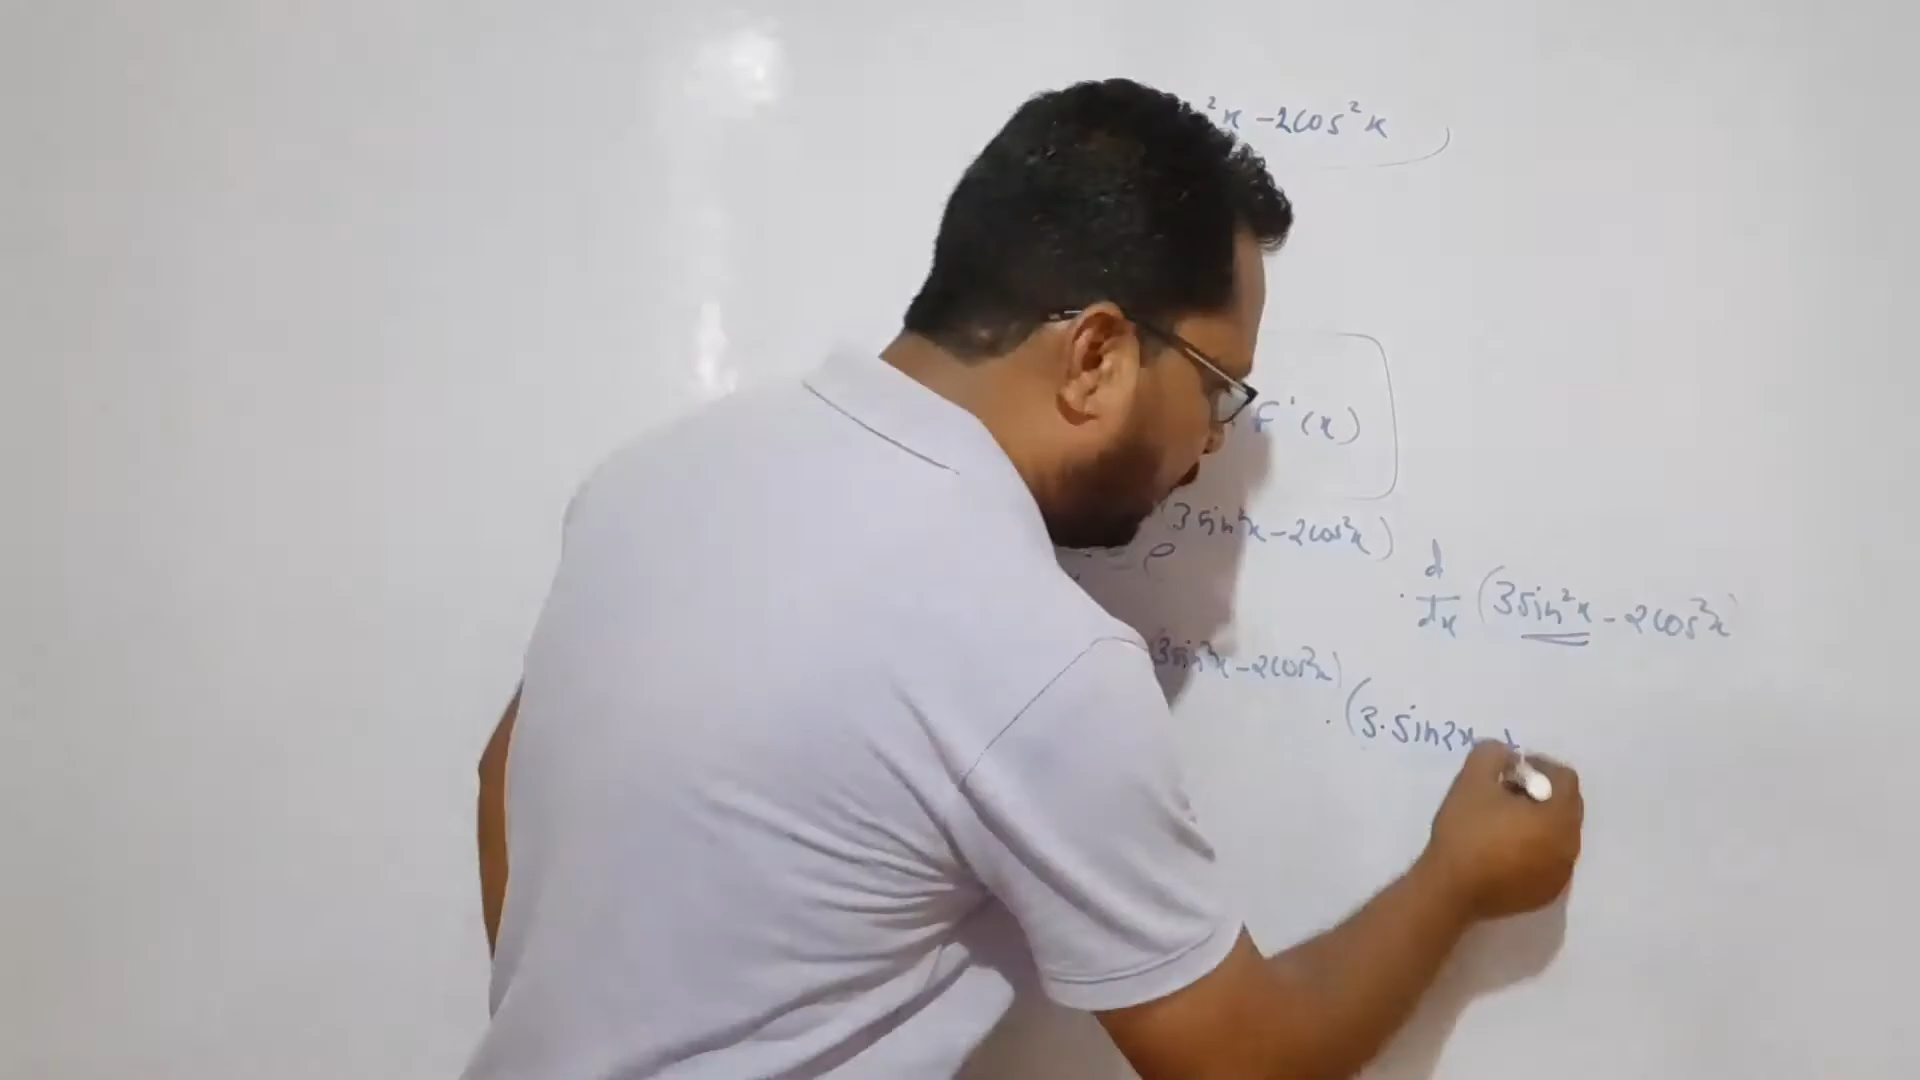 ²x - 2cos²x
f'(x)
(3sin²x - 2cos²x)
= e
. d/dx (3sin²x - 2cos²x
(3sin²x - 2cos²x)
. (3.sin2x +